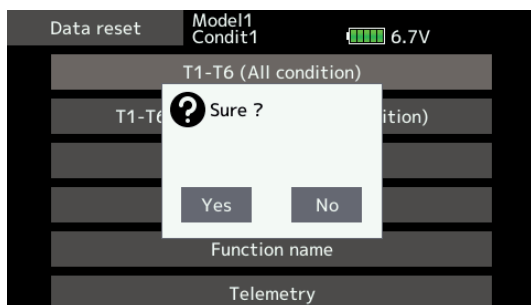 Data reset
Model1
Condit1
6.7V
T1-T6 (All condition)
T1-T6 ition)
Sure ?
Yes No
Function name
Telemetry